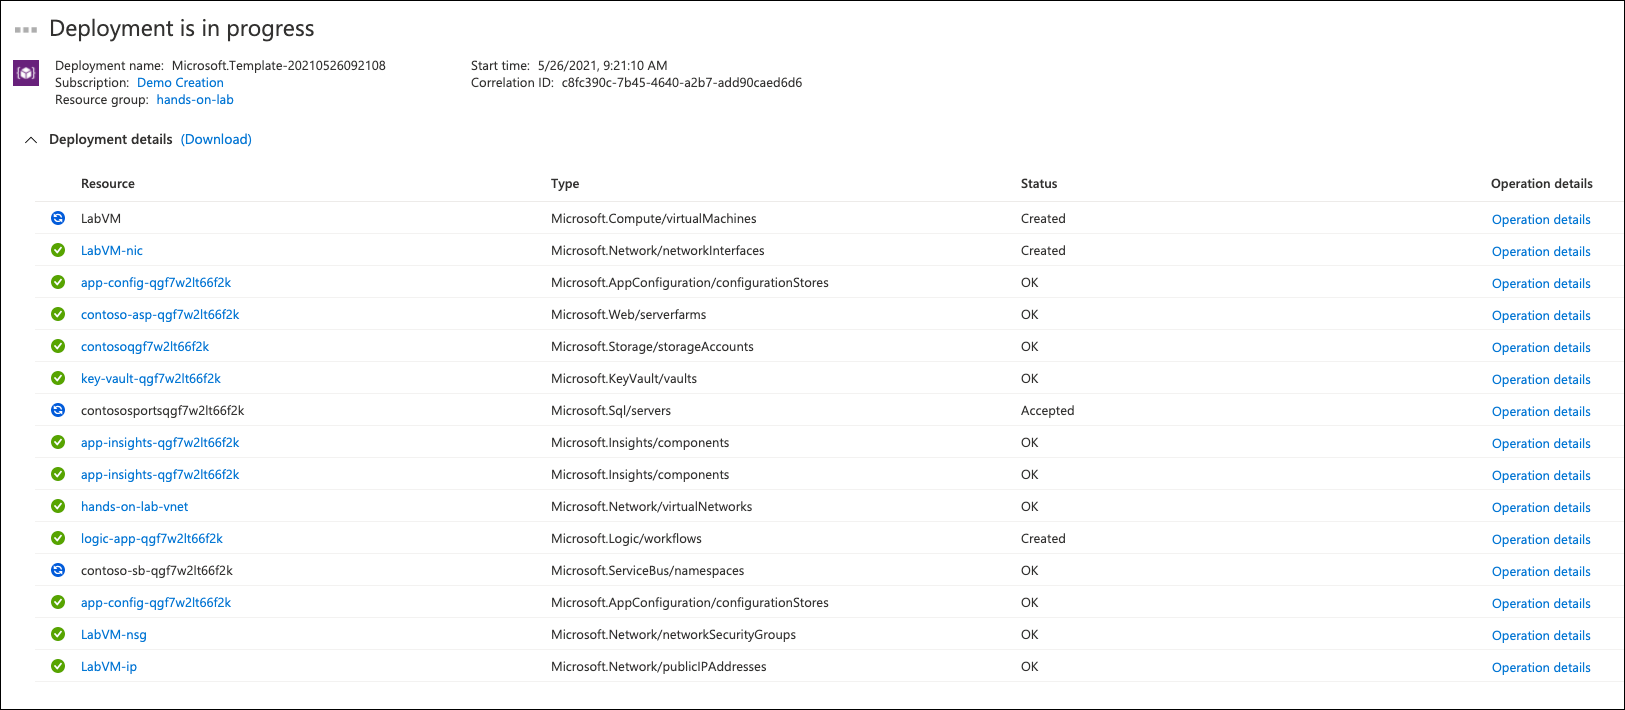 Deployment is in progress
Deployment name: Microsoft.Template-20210526092108 Start time: 5/26/2021, 9:21:10 AM
Subscription: Demo Creation Correlation ID: c8fc390c-7b45-4640-a2b7-add90caed6d6
Resource group: hands-on-lab
Deployment details (Download)
Resource Type Status Operation details
LabVM Microsoft.Compute/virtualMachines Created Operation details
LabVM-nic Microsoft.Network/networkInterfaces Created Operation details
app-config-qgf7w2lt66f2k Microsoft.AppConfiguration/configurationStores OK Operation details
contoso-asp-qgf7w2lt66f2k Microsoft.Web/serverfarms OK Operation details
contosoqgf7w2lt66f2k Microsoft.Storage/storageAccounts OK Operation details
key-vault-qgf7w2lt66f2k Microsoft.KeyVault/vaults OK Operation details
contososportsqgf7w2lt66f2k Microsoft.Sql/servers Accepted Operation details
app-insights-qgf7w2lt66f2k Microsoft.Insights/components OK Operation details
app-insights-qgf7w2lt66f2k Microsoft.Insights/components OK Operation details
hands-on-lab-vnet Microsoft.Network/virtualNetworks OK Operation details
logic-app-qgf7w2lt66f2k Microsoft.Logic/workflows Created Operation details
contoso-sb-qgf7w2lt66f2k Microsoft.ServiceBus/namespaces OK Operation details
app-config-qgf7w2lt66f2k Microsoft.AppConfiguration/configurationStores OK Operation details
LabVM-nsg Microsoft.Network/networkSecurityGroups OK Operation details
LabVM-ip Microsoft.Network/publicIPAddresses OK Operation details